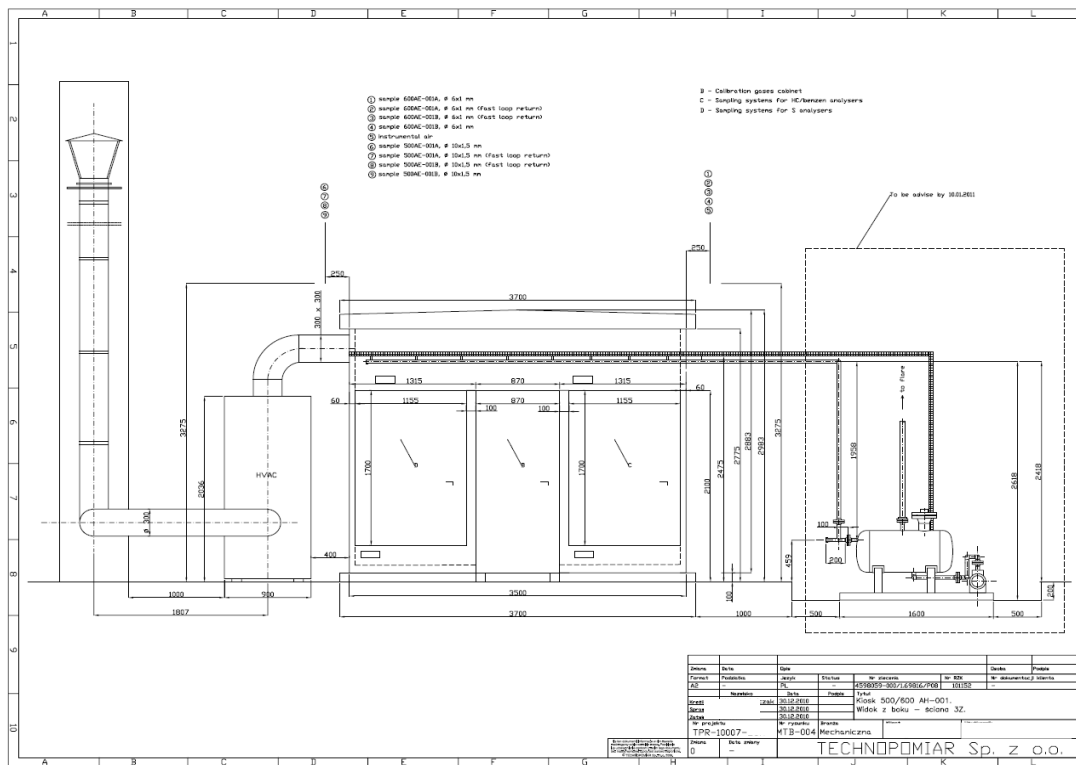 A B C D E F G H I J K L
1
2
3
4
5
6
7
8
9
10
① sample 600AE-001A, ø 6x1 mm
② sample 600AE-001A, ø 6x1 mm (fast loop return)
③ sample 600AE-001B, ø 6x1 mm (fast loop return)
④ sample 600AE-001B, ø 6x1 mm
⑤ instrumental air
⑥ sample 500AE-001A, ø 10x1,5 mm
⑦ sample 500AE-001A, ø 10x1,5 mm (fast loop return)
⑧ sample 500AE-001B, ø 10x1,5 mm (fast loop return)
⑨ sample 500AE-001B, ø 10x1,5 mm
B - Calibration gases cabinet
C - Sampling systems for HC/benzen analysers
D - Sampling systems for S analysers
To be advise by 10.01.2011
⑥
⑦
⑧
⑨
①
②
③
④
⑤
250
250
3700
300 x 300
1315 870 1315
60 1155 870 1155 60
100 100
1700
1700
D B C
HVAC
ø 300
2036
3275
2100
2475
2775
2883
2983
3275
1958
to flare
2618
2418
100
200
459
400
1000 900
1807
3500
3700
100
1000
500 1600 500
200
Zmiana Data Opis Osoba Podpis
Format Podziałka Język Status Nr zlecenia Nr RZK Nr dokumentacji klienta
A2 - PL - 4598059-000/L69816/P08 101152 -
Nazwisko Data Podpis Tytuł
30.12.2010 Kiosk 500/600 AH-001.
30.12.2010 Widok z boku - ściana 3Z.
30.12.2010
Nr projektu Nr rysunku Branża
TPR-10007-... MTB-004 Mechaniczna
Zmiana Data zmiany
0 -
TECHNOPOMIAR Sp. z o.o.
A B C D E F G H I J K L